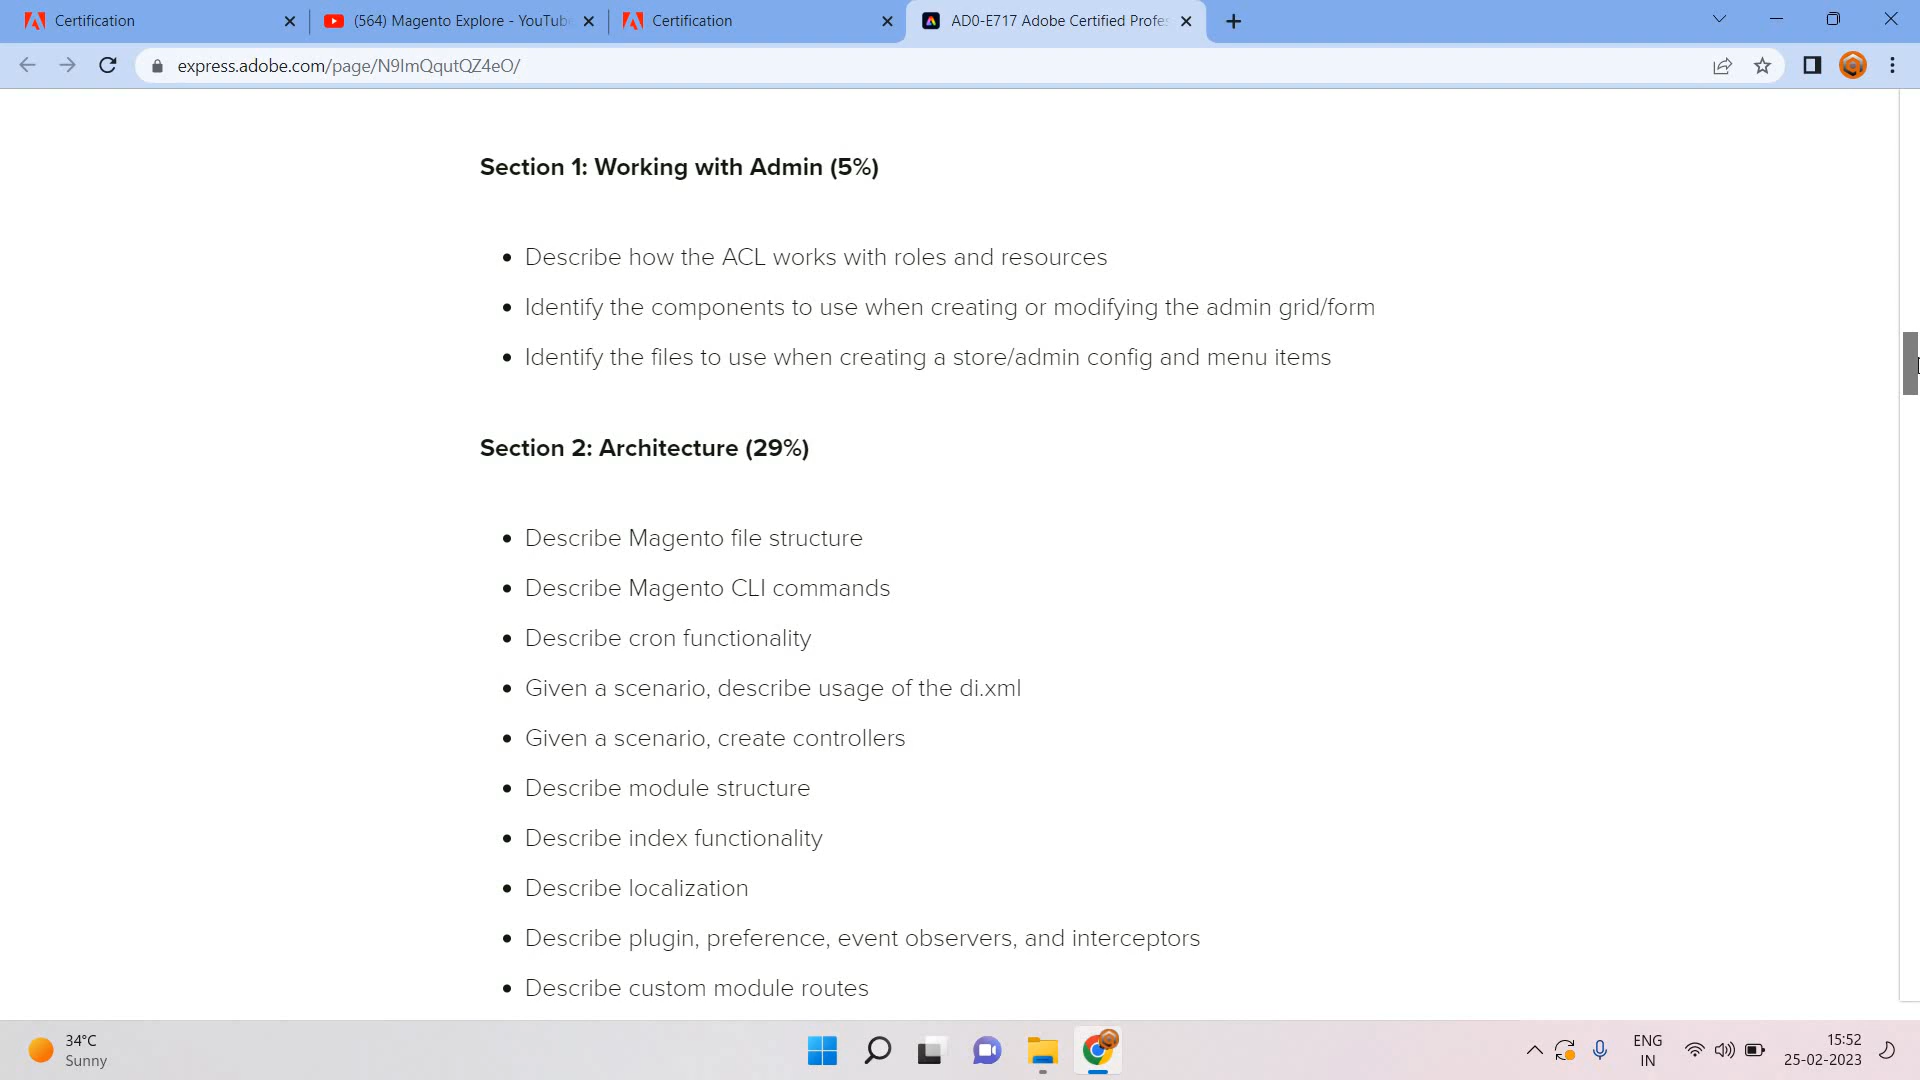 Certification
(564) Magento Explore - YouTub
Certification
AD0-E717 Adobe Certified Profes
express.adobe.com/page/N9ImQqutQZ4eO/
Section 1: Working with Admin (5%)
Describe how the ACL works with roles and resources
Identify the components to use when creating or modifying the admin grid/form
Identify the files to use when creating a store/admin config and menu items
Section 2: Architecture (29%)
Describe Magento file structure
Describe Magento CLI commands
Describe cron functionality
Given a scenario, describe usage of the di.xml
Given a scenario, create controllers
Describe module structure
Describe index functionality
Describe localization
Describe plugin, preference, event observers, and interceptors
Describe custom module routes
34°C
Sunny
ENG
IN
15:52
25-02-2023